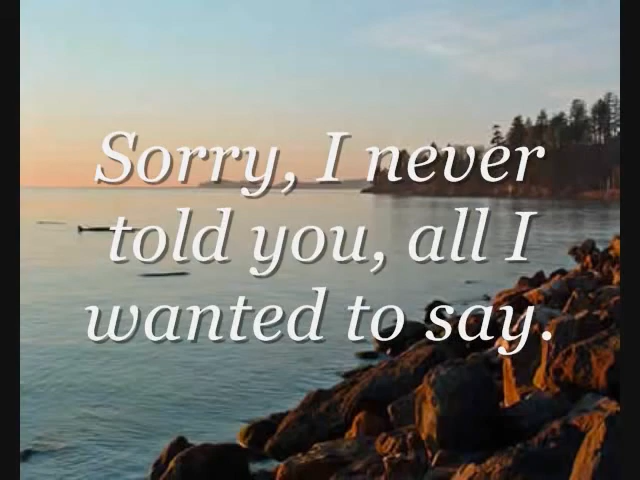 Sorry, I never
told you, all I
wanted to say.